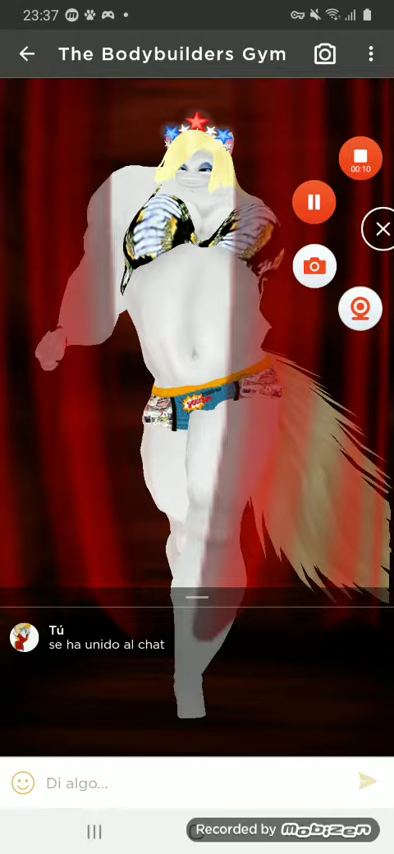 23:37
The Bodybuilders Gym
00:10
Tú
se ha unido al chat
Di algo...
Recorded by Mobizen